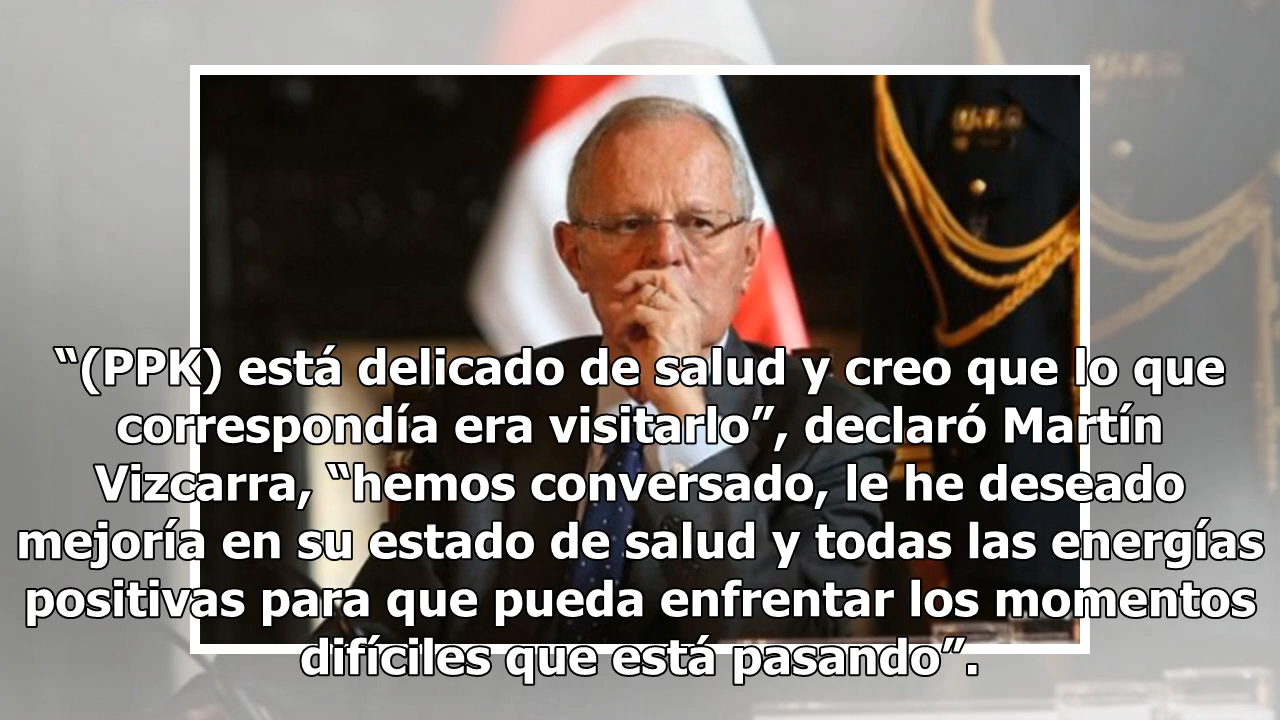 “(PPK) está delicado de salud y creo que lo que
correspondía era visitarlo”, declaró Martín
Vizcarra, “hemos conversado, le he deseado
mejoría en su estado de salud y todas las energías
positivas para que pueda enfrentar los momentos
difíciles que está pasando”.